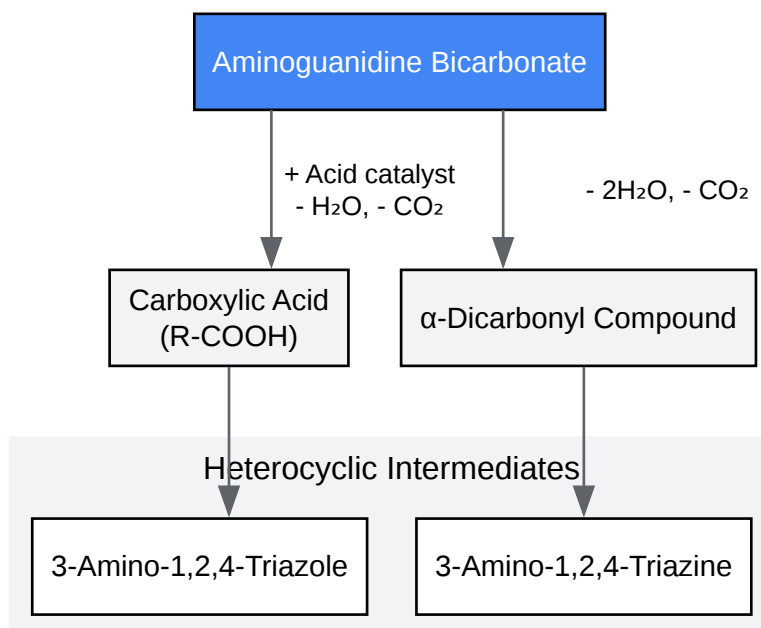 Aminoguanidine Bicarbonate
+ Acid catalyst
- H₂O, - CO₂
- 2H₂O, - CO₂
Carboxylic Acid
(R-COOH)
α-Dicarbonyl Compound
Heterocyclic Intermediates
3-Amino-1,2,4-Triazole
3-Amino-1,2,4-Triazine